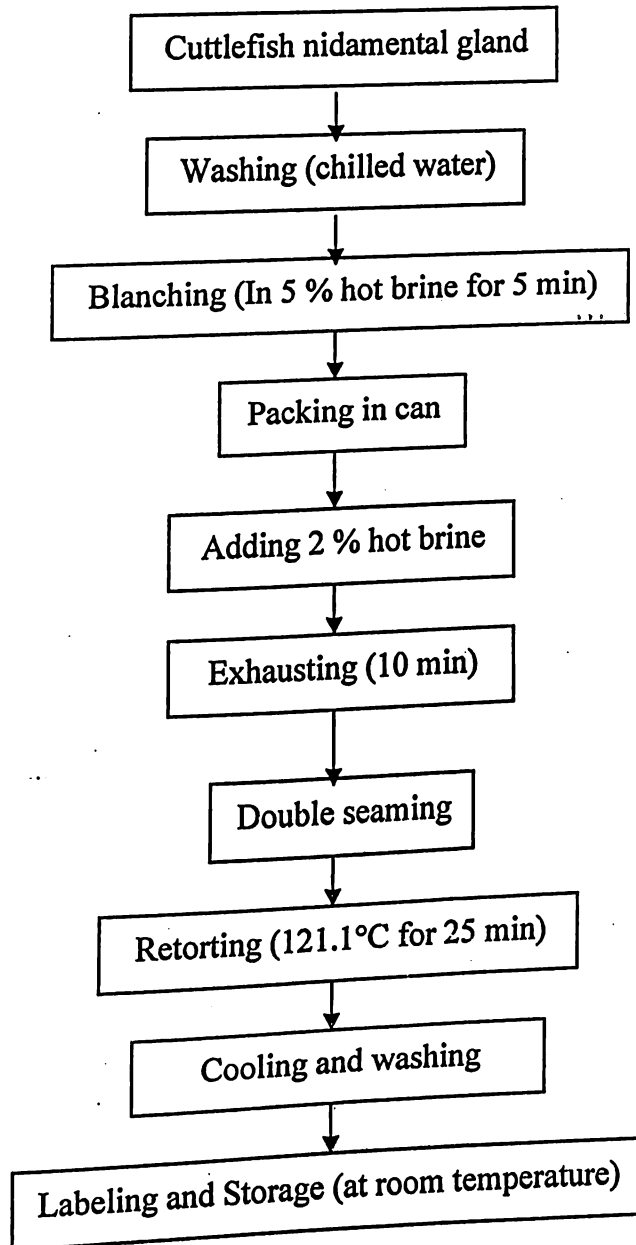 Cuttlefish nidamental gland
Washing (chilled water)
Blanching (In 5 % hot brine for 5 min)
Packing in can
Adding 2 % hot brine
Exhausting (10 min)
Double seaming
Retorting (121.1°C for 25 min)
Cooling and washing
Labeling and Storage (at room temperature)